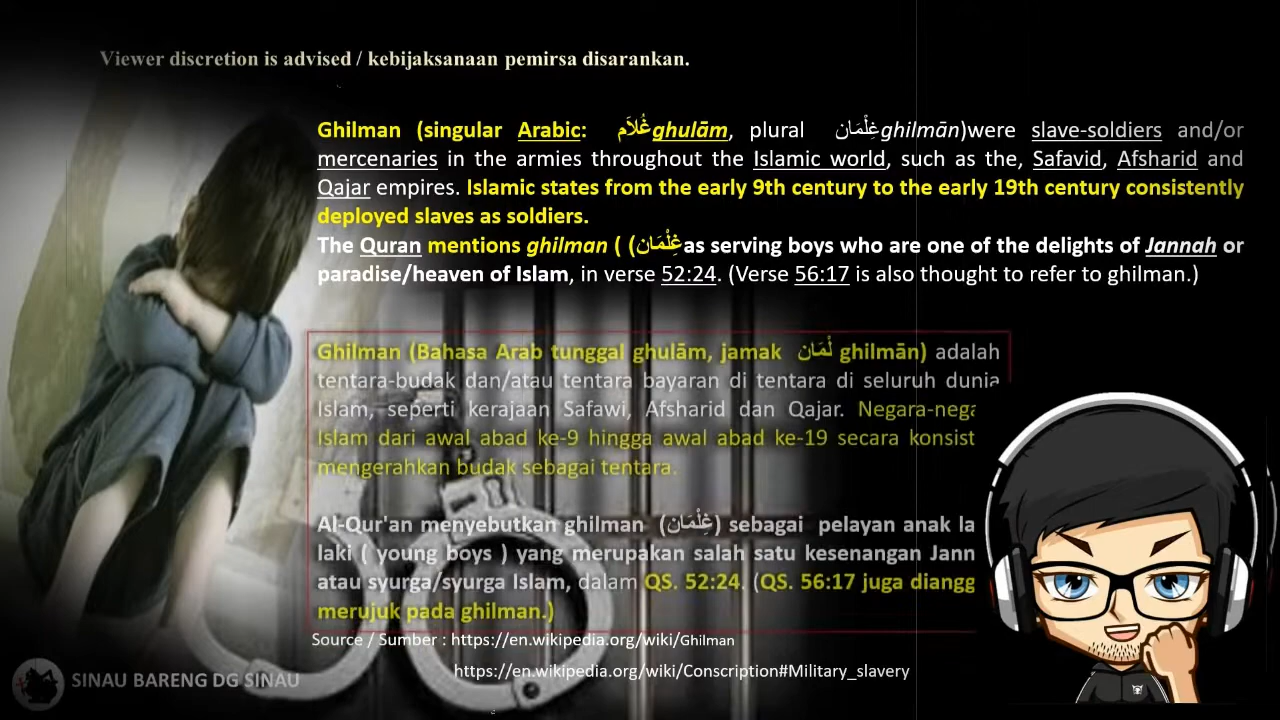 Viewer discretion is advised / kebijaksanaan pemirsa disarankan.
Ghilman (singular Arabic: غُلاَم ghulām, plural غِلْمَان ghilmān)were slave-soldiers and/or
mercenaries in the armies throughout the Islamic world, such as the, Safavid, Afsharid and
Qajar empires. Islamic states from the early 9th century to the early 19th century consistently
deployed slaves as soldiers.
The Quran mentions ghilman ( (غِلْمَان as serving boys who are one of the delights of Jannah or
paradise/heaven of Islam, in verse 52:24. (Verse 56:17 is also thought to refer to ghilman.)
Ghilman (Bahasa Arab tunggal ghulām, jamak لْمَان ghilmān) adalah
tentara-budak dan/atau tentara bayaran di tentara di seluruh dunia
Islam, seperti kerajaan Safawi, Afsharid dan Qajar. Negara-nega
Islam dari awal abad ke-9 hingga awal abad ke-19 secara konsist
mengerahkan budak sebagai tentara.
Al-Qur'an menyebutkan ghilman (غِلْمَان) sebagai pelayan anak la
laki ( young boys ) yang merupakan salah satu kesenangan Jann
atau syurga/syurga Islam, dalam QS. 52:24. (QS. 56:17 juga diangg
merujuk pada ghilman.)
Source / Sumber : https://en.wikipedia.org/wiki/Ghilman
https://en.wikipedia.org/wiki/Conscription#Military_slavery
SINAU BARENG DG SINAU